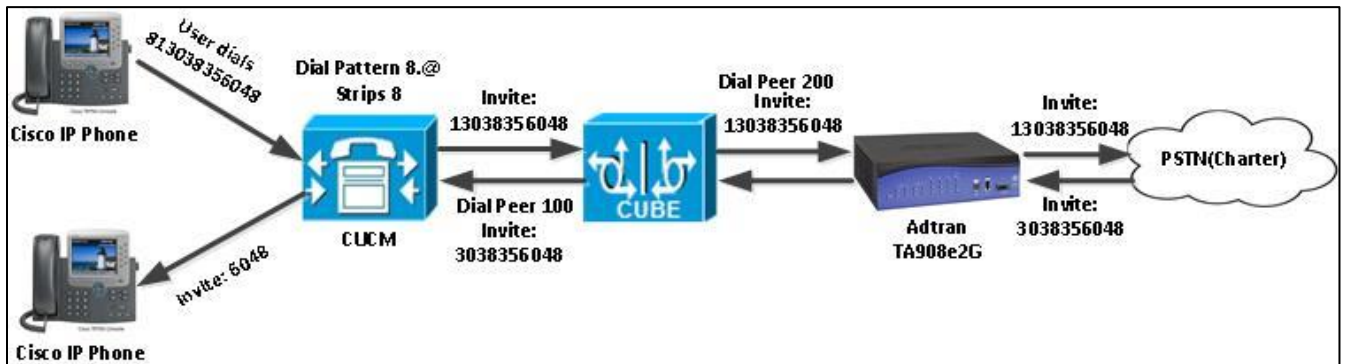 User dials
813038356048
Cisco IP Phone
Dial Pattern 8.@
Strips 8
CUCM
Invite:
13038356048
Dial Peer 100
Invite:
3038356048
CUBE
Dial Peer 200
Invite:
13038356048
Adtran
TA908e2G
Invite:
13038356048
Invite:
3038356048
PSTN(Charter)
invite: 6048
Cisco IP Phone